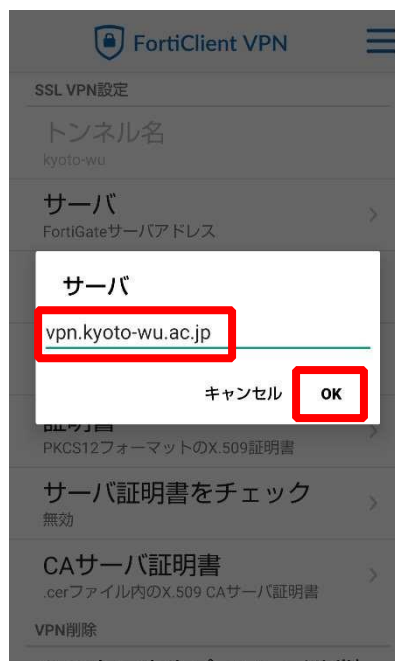 FortiClient VPN
SSL VPN設定
トンネル名
kyoto-wu
サーバ
FortiGateサーバアドレス
サーバ
vpn.kyoto-wu.ac.jp
キャンセル OK
証明書
PKCS12フォーマットのX.509証明書
サーバ証明書をチェック
無効
CAサーバ証明書
.cerファイル内のX.509 CAサーバ証明書
VPN削除